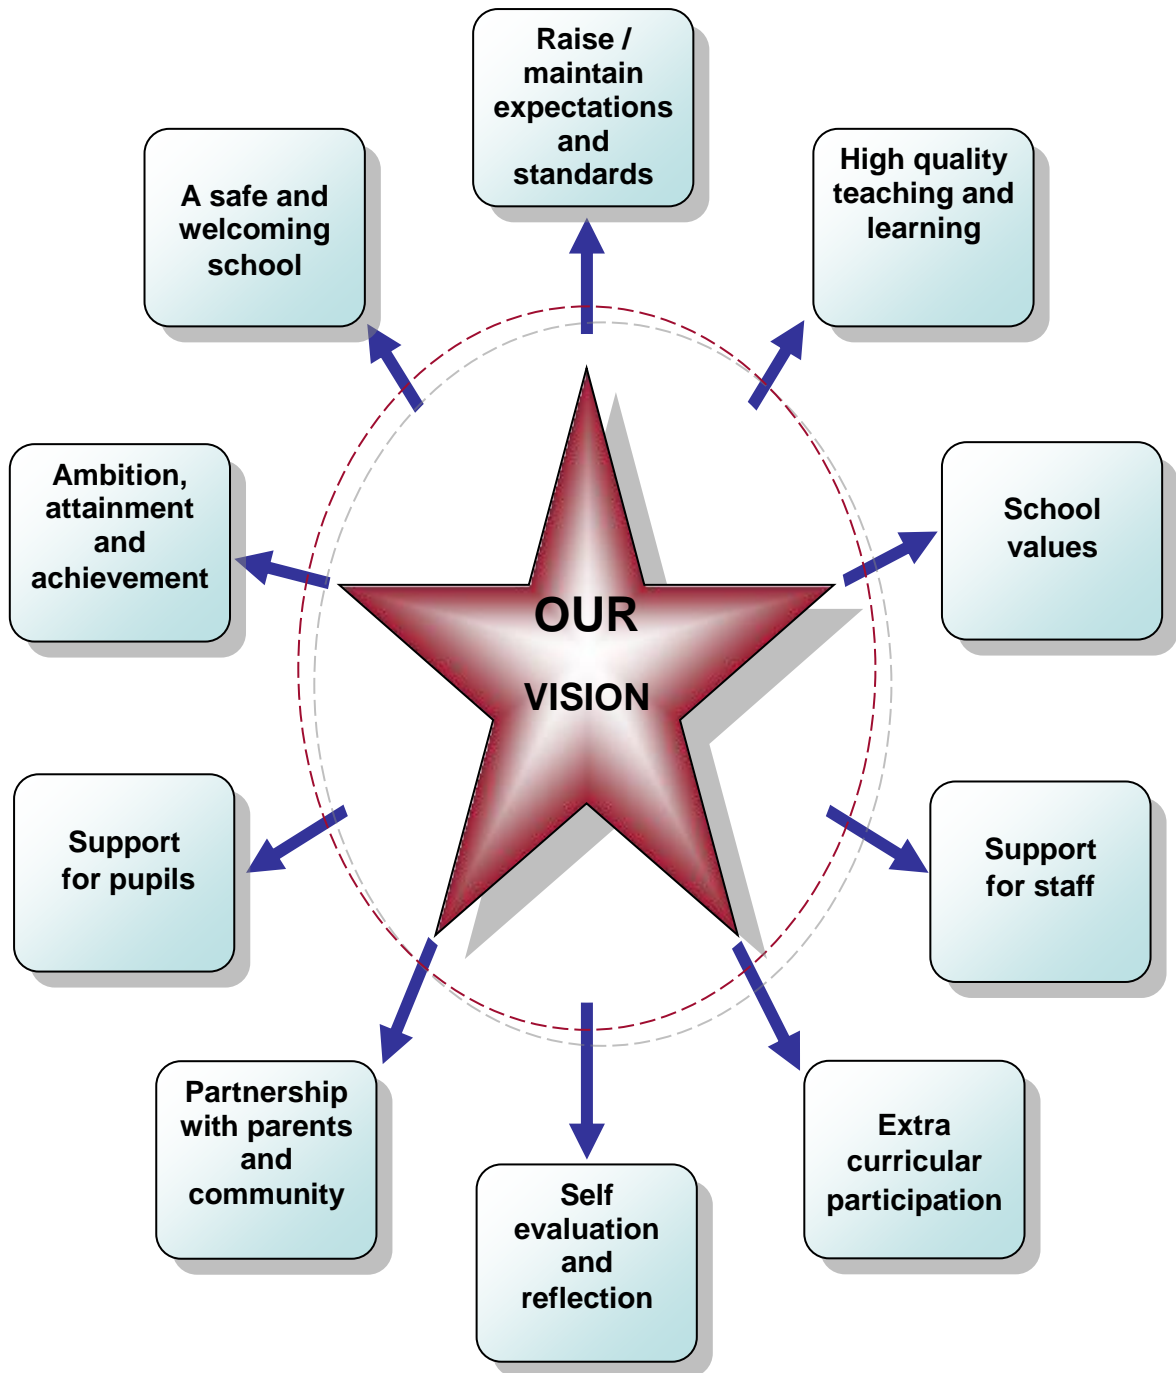 Raise /
maintain
expectations
and
standards
High quality
teaching and
learning
A safe and
welcoming
school
Ambition,
attainment
and
achievement
School
values
OUR
VISION
Support
for pupils
Support
for staff
Partnership
with parents
and
community
Extra
curricular
participation
Self
evaluation
and
reflection